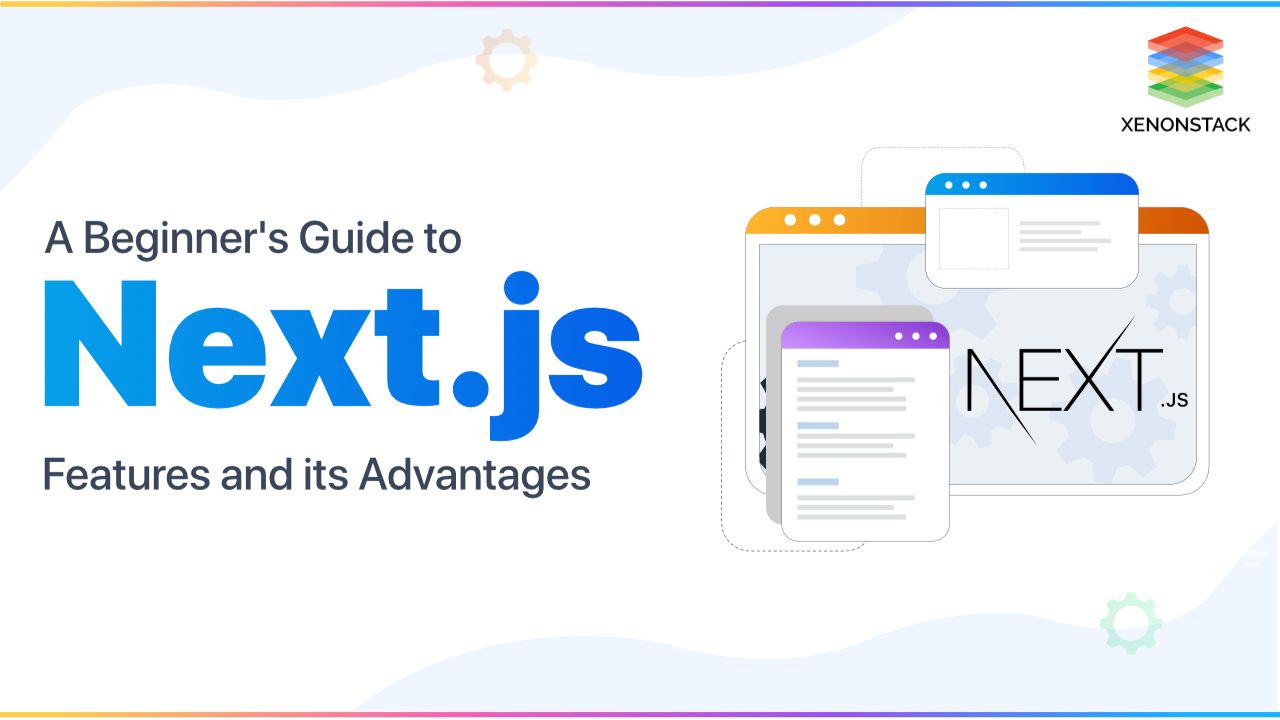 XENONSTACK
A Beginner's Guide to
Next.js
Features and its Advantages
NEXT.JS